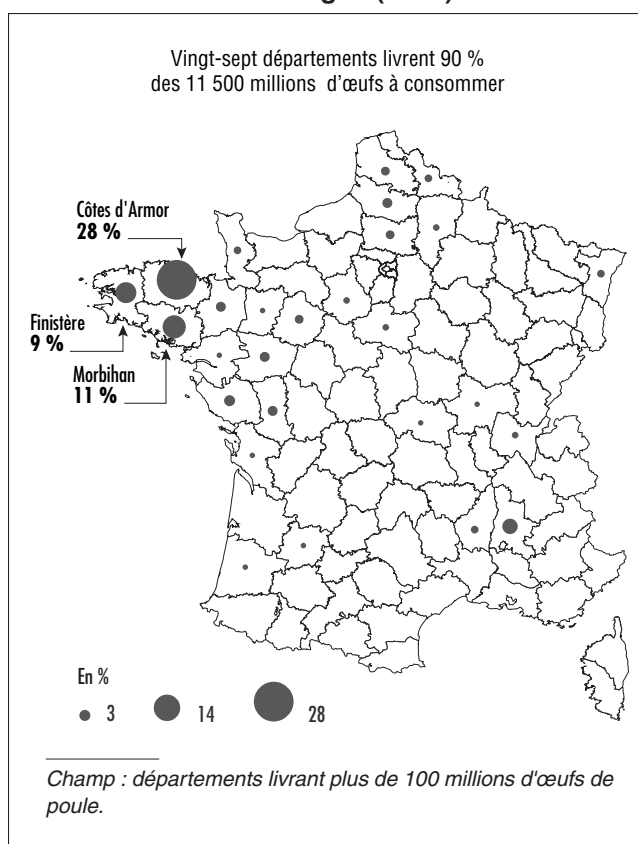 Vingt-sept départements livrent 90 %
des 11 500 millions d'œufs à consommer
Côtes d'Armor
28 %
Finistère
9 %
Morbihan
11 %
En %
3
14
28
Champ : départements livrant plus de 100 millions d'œufs de
poule.